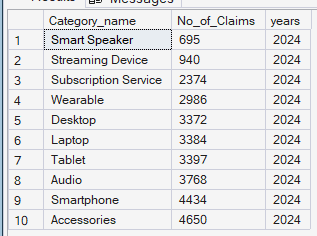 Messages
Category_name No_of_Claims years
1 Smart Speaker 695 2024
2 Streaming Device 940 2024
3 Subscription Service 2374 2024
4 Wearable 2986 2024
5 Desktop 3372 2024
6 Laptop 3384 2024
7 Tablet 3397 2024
8 Audio 3768 2024
9 Smartphone 4434 2024
10 Accessories 4650 2024